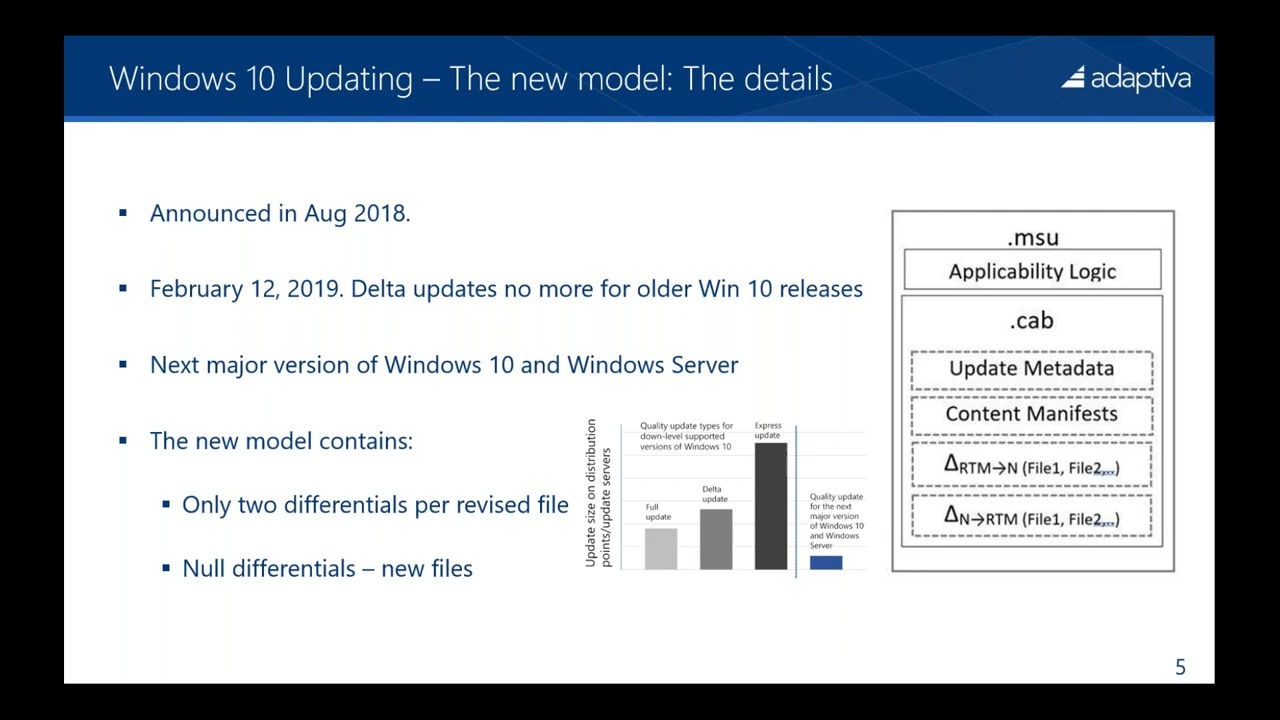 Windows 10 Updating – The new model: The details
adaptiva
▪ Announced in Aug 2018.
▪ February 12, 2019. Delta updates no more for older Win 10 releases
▪ Next major version of Windows 10 and Windows Server
▪ The new model contains:
▪ Only two differentials per revised file
▪ Null differentials – new files
Update size on distribution
points/update servers
Quality update types for
down-level supported
versions of Windows 10
Full
update
Delta
update
Express
update
Quality update
for the next
major version
of Windows 10
and Windows
Server
.msu
Applicability Logic
.cab
Update Metadata
Content Manifests
ΔRTM→N (File1, File2,..)
ΔN→RTM (File1, File2,..)
5